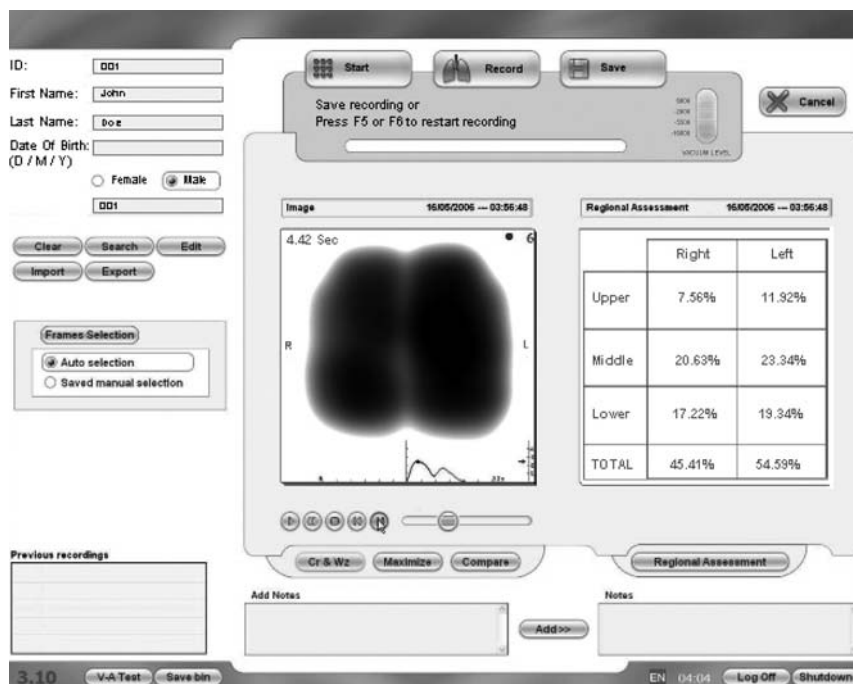 Start
Record
Save
ID:
001
First Name:
John
Last Name:
Doe
Date Of Birth:
(D / M / Y)
Female
Male
001
Save recording or
Press F5 or F6 to restart recording
VACUUM LEVEL
Cancel
Clear
Search
Edit
Import
Export
Frames Selection
Auto selection
Saved manual selection
Image 16/05/2006 --- 03:56:48
4.42 Sec
6
R
L
Regional Assessment 16/05/2006 --- 03:56:48
Right Left
Upper 7.56% 11.92%
Middle 20.63% 23.34%
Lower 17.22% 19.34%
TOTAL 45.41% 54.59%
Cr & Wz
Maximize
Compare
Regional Assessment
Previous recordings
Add Notes
Add >>
Notes
3.10
V-A Test
Save bin
EN 04:04
Log Off
Shutdown